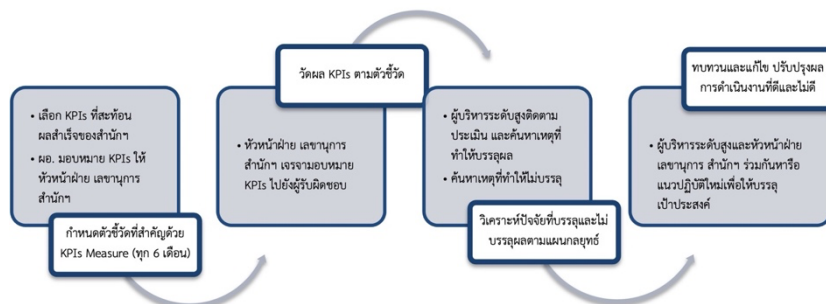 • เลือก KPIs ที่สะท้อน
ผลสำเร็จของสำนักฯ
• ผอ. มอบหมาย KPIs ให้
หัวหน้าฝ่าย เลขานุการ
สำนักฯ
กำหนดตัวชี้วัดที่สำคัญด้วย
KPIs Measure (ทุก 6 เดือน)
วัดผล KPIs ตามตัวชี้วัด
• หัวหน้าฝ่าย เลขานุการ
สำนักฯ เจรจามอบหมาย
KPIs ไปยังผู้รับผิดชอบ
• ผู้บริหารระดับสูงติดตาม
ประเมิน และค้นหาเหตุที่
ทำให้บรรลุผล
• ค้นหาเหตุที่ทำให้ไม่บรรลุ
วิเคราะห์ปัจจัยที่บรรลุและไม่
บรรลุผลตามแผนกลยุทธ์
ทบทวนและแก้ไข ปรับปรุงผล
การดำเนินงานที่ดีและไม่ดี
• ผู้บริหารระดับสูงและหัวหน้าฝ่าย
เลขานุการ สำนักฯ ร่วมกันหารือ
แนวปฏิบัติใหม่เพื่อให้บรรลุ
เป้าประสงค์